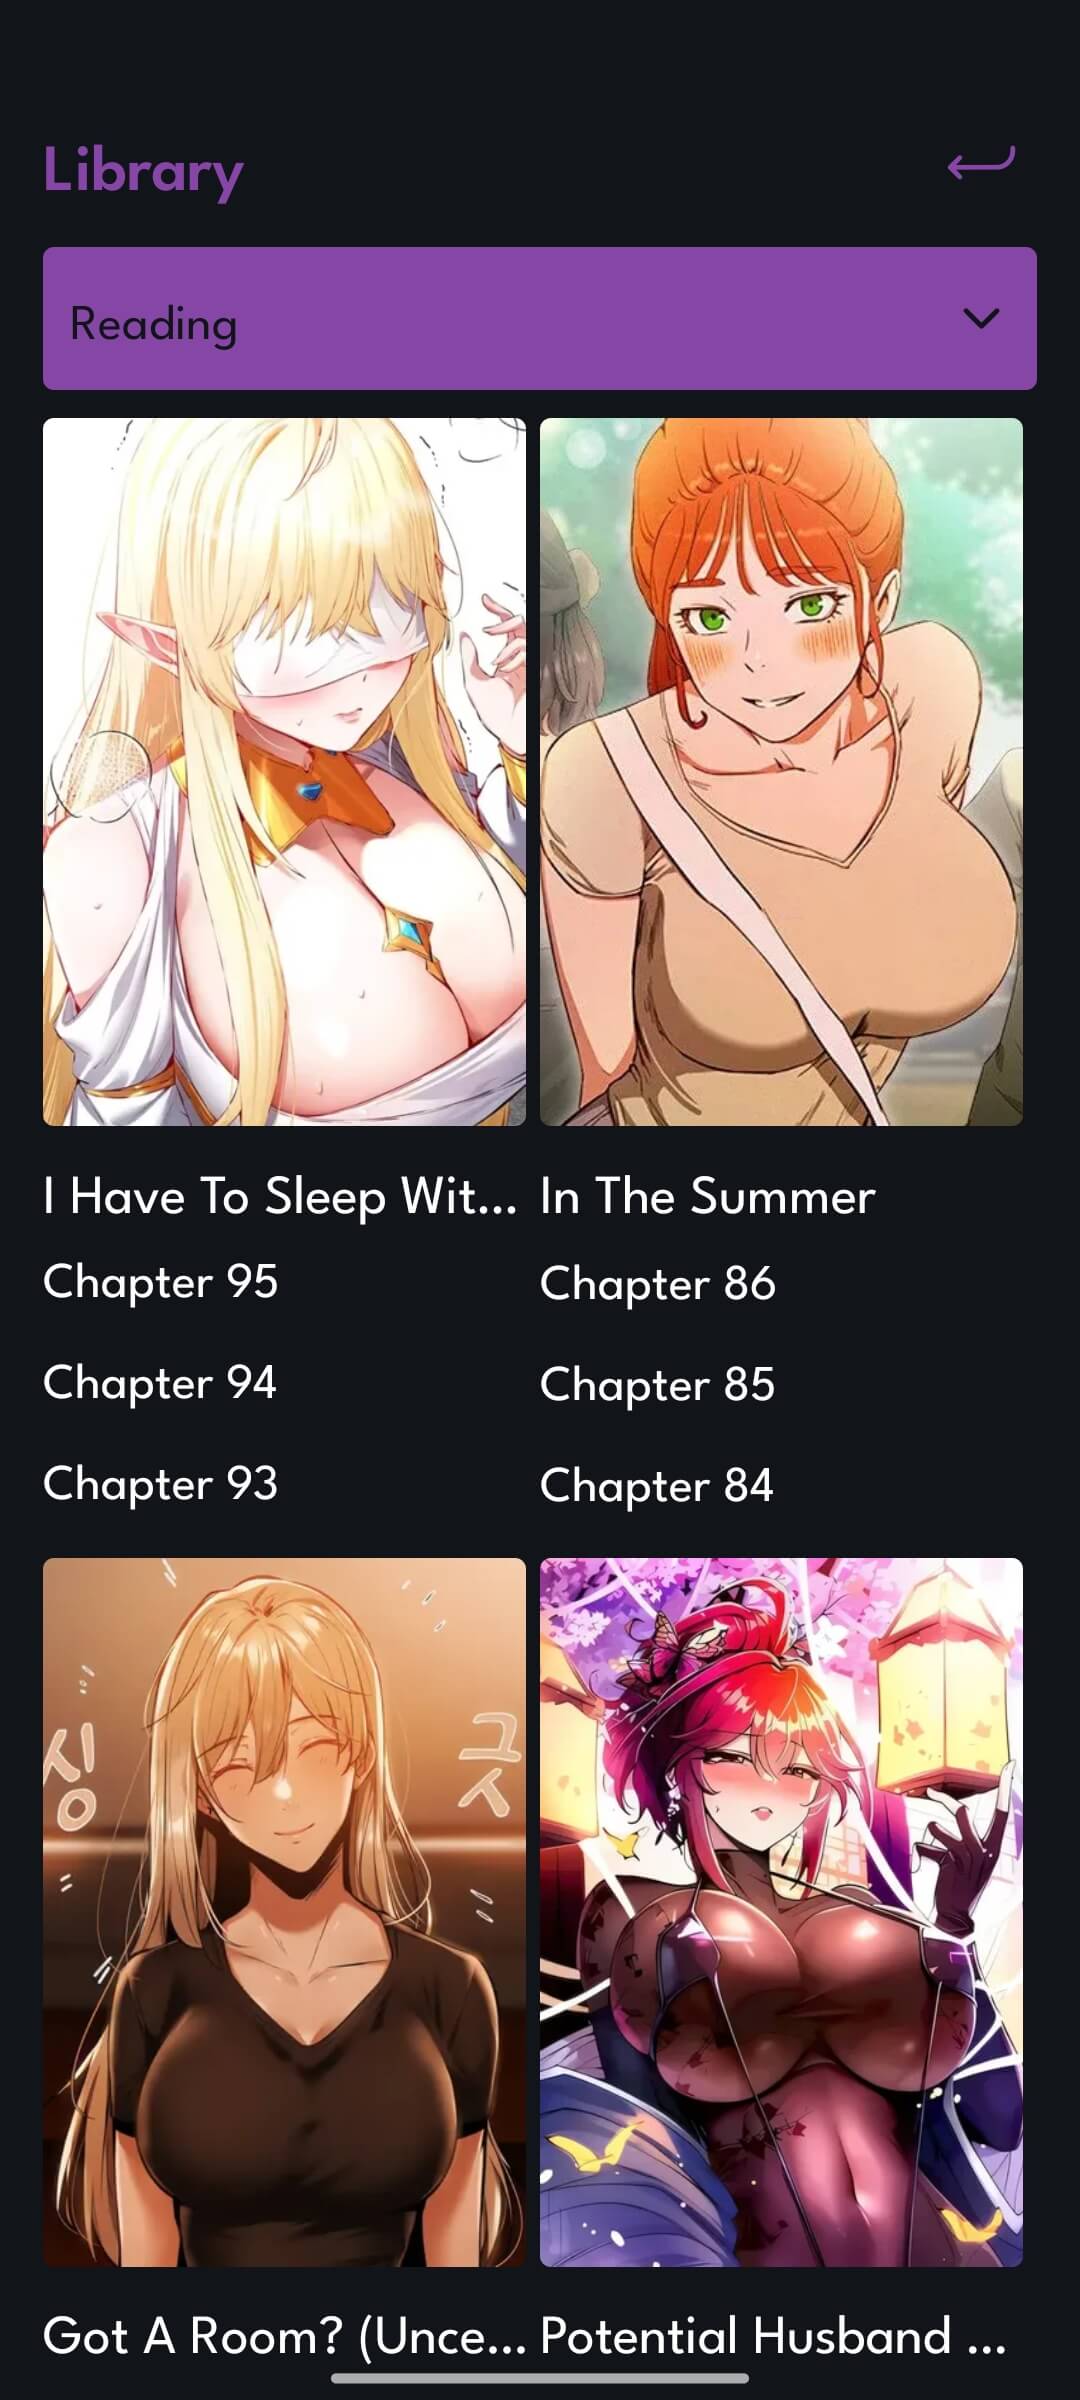 Library
Reading
I Have To Sleep Wit...
In The Summer
Chapter 95
Chapter 86
Chapter 94
Chapter 85
Chapter 93
Chapter 84
싱
긋
Got A Room? (Unce...
Potential Husband ...